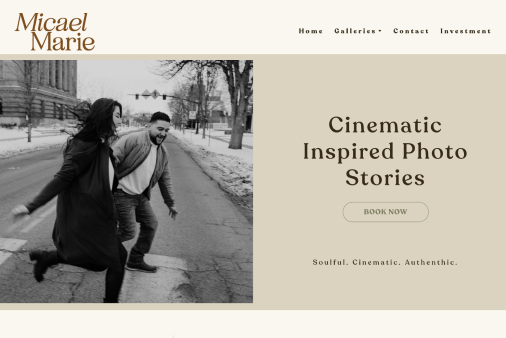 Micael
Marie
Home Galleries Contact Investment
Cinematic
Inspired Photo
Stories
BOOK NOW
Soulful. Cinematic. Authenthic.